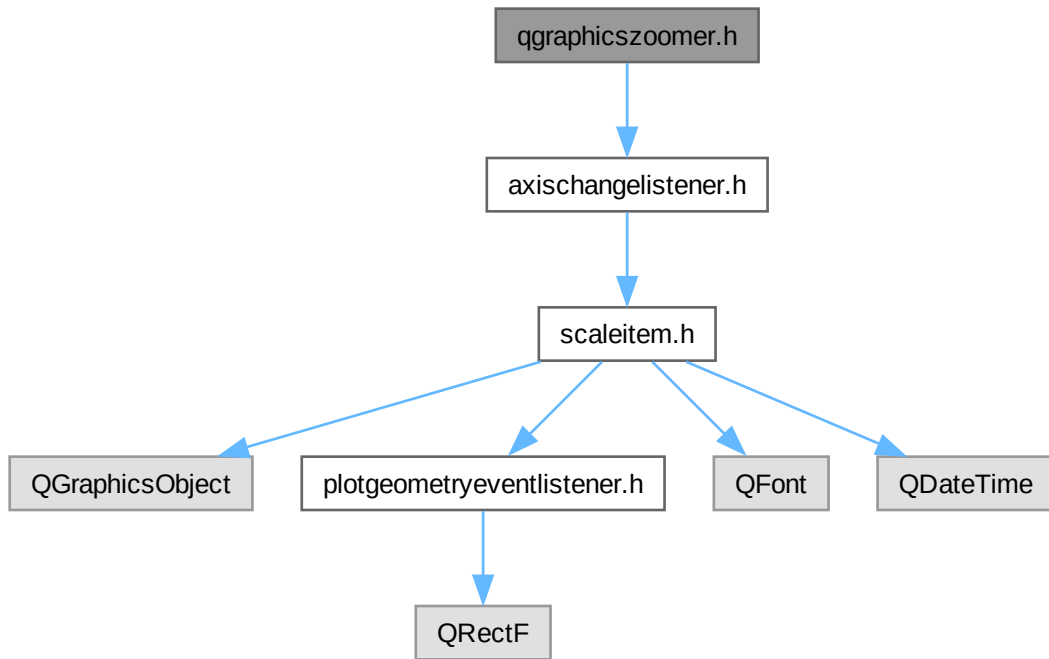 qgraphicszoomer.h
axischangelistener.h
scaleitem.h
QGraphicsObject
plotgeometryeventlistener.h
QFont
QDateTime
QRectF